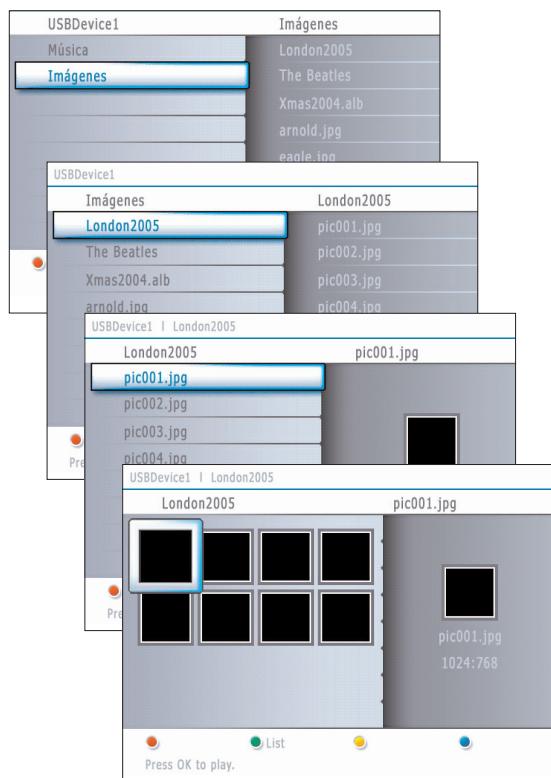 USBDevice1 Imágenes
Música London2005
Imágenes The Beatles
Xmas2004.alb
arnold.jpg
eagle.jpg
USBDevice1
Imágenes London2005
London2005 pic001.jpg
The Beatles pic002.jpg
Xmas2004.alb pic003.jpg
arnold.jpg pic004.jpg
USBDevice1 | London2005
London2005 pic001.jpg
pic001.jpg
pic002.jpg
pic003.jpg
Pre pic004.jpg
USBDevice1 | London2005
London2005 pic001.jpg
Pre
pic001.jpg
1024:768
List
Press OK to play.